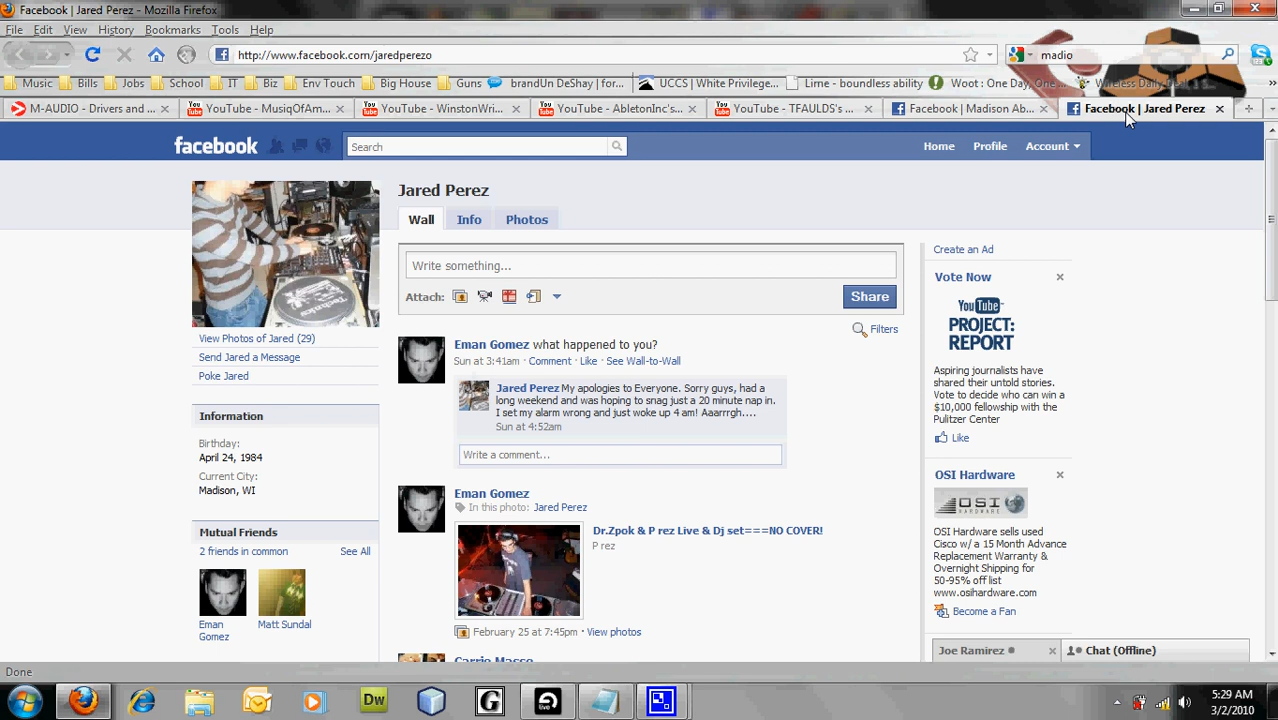 Facebook | Jared Perez - Mozilla Firefox
File Edit View History Bookmarks Tools Help
http://www.facebook.com/jaredperezo
madio
Music Bills Jobs School IT Biz Env Touch Big House Gov brandUn DeShay | for... UCCS | White Privilege... Lime - boundless ability Woot : One Day, One... Wireless Daily Deal, 1 S...
M-AUDIO - Drivers and ... YouTube - MusiqOfAm... YouTube - WinstonWri... YouTube - AbletonInc's... YouTube - TFAULDS's ... Facebook | Madison Ab... Facebook | Jared Perez
facebook
Search
Home Profile Account
Jared Perez
Wall Info Photos
Write something...
Attach:
Share
Filters
View Photos of Jared (29)
Send Jared a Message
Poke Jared
Information
Birthday:
April 24, 1984
Current City:
Madison, WI
Mutual Friends
2 friends in common See All
Eman Gomez
Matt Sundal
Eman Gomez what happened to you?
Sun at 3:41am · Comment · Like · See Wall-to-Wall
Jared Perez My apologies to Everyone. Sorry guys, had a
long weekend and was hoping to snag just a 20 minute nap in.
I set my alarm wrong and just woke up 4 am! Aaarrrgh....
Sun at 4:52am
Write a comment...
Eman Gomez
In this photo: Jared Perez
Dr.Zpok & P rez Live & Dj set===NO COVER!
P rez
February 25 at 7:45pm · View photos
Carrie Masse
Create an Ad
Vote Now
YouTube
PROJECT:
REPORT
Aspiring journalists have
shared their untold stories.
Vote to decide who can win a
$10,000 fellowship with the
Pulitzer Center
Like
OSI Hardware
OSI
HARDWARE
OSI Hardware sells used
Cisco w/ a 15 Month Advance
Replacement Warranty &
Overnight Shipping for
50-95% off list
www.osihardware.com
Become a Fan
Joe Ramirez
Chat (Offline)
Done
Dw
G
live
5:29 AM
3/2/2010